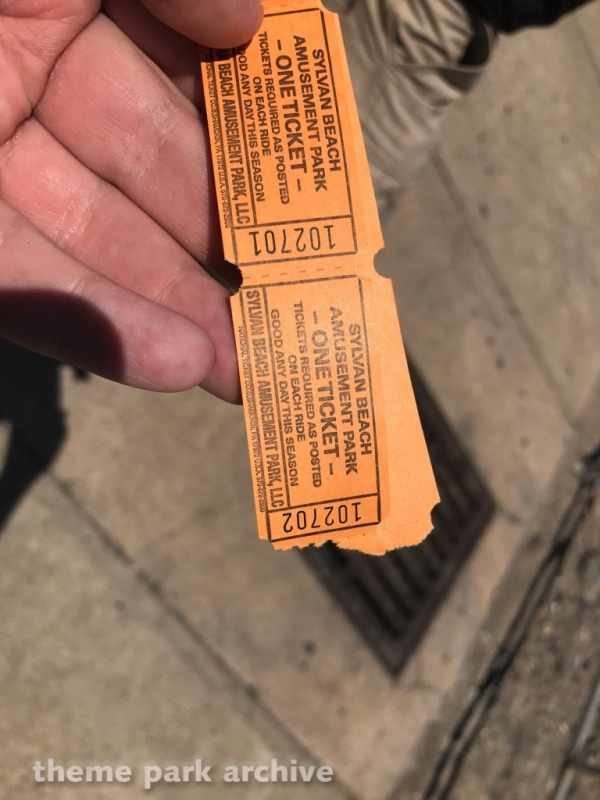 SYLVAN BEACH
AMUSEMENT PARK
– ONE TICKET –
TICKETS REQUIRED AS POSTED
ON EACH RIDE
GOOD ANY DAY THIS SEASON
BEACH AMUSEMENT PARK, LLC
102701
SYLVAN BEACH
AMUSEMENT PARK
– ONE TICKET –
TICKETS REQUIRED AS POSTED
ON EACH RIDE
GOOD ANY DAY THIS SEASON
SYLVAN BEACH AMUSEMENT PARK, LLC
102702
theme park archive